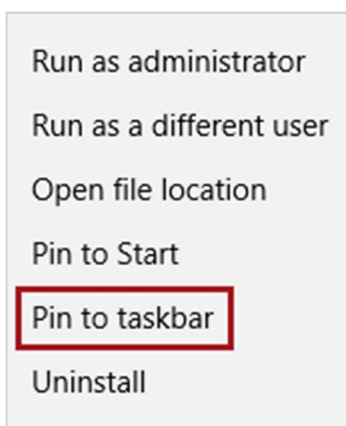 Run as administrator
Run as a different user
Open file location
Pin to Start
Pin to taskbar
Uninstall